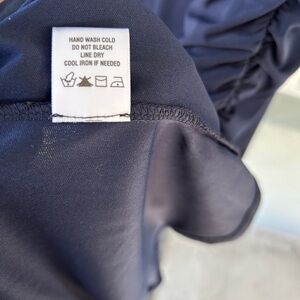 HAND WASH COLD
DO NOT BLEACH
LINE DRY
COOL IRON IF NEEDED